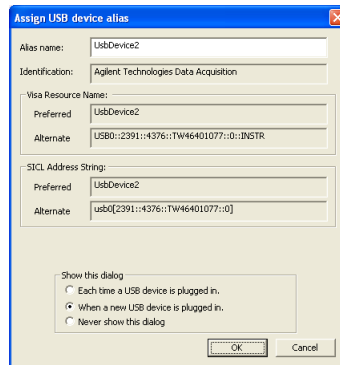 Assign USB device alias
Alias name: UsbDevice2
Identification: Agilent Technologies Data Acquisition
Visa Resource Name:
Preferred UsbDevice2
Alternate USB0::2391::4376::TW46401077::0::INSTR
SICL Address String:
Preferred UsbDevice2
Alternate usb0[2391::4376::TW46401077::0]
Show this dialog
Each time a USB device is plugged in.
When a new USB device is plugged in.
Never show this dialog
OK Cancel